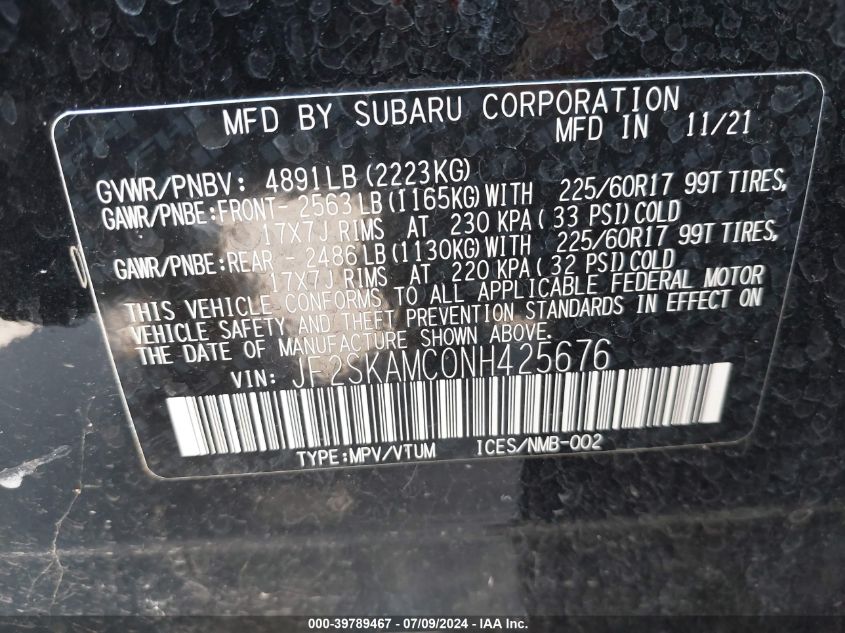 MFD BY SUBARU CORPORATION
MFD IN 11/21
GVWR/PNBV: 4891LB (2223KG)
GAWR/PNBE:FRONT- 2563 LB (1165KG)WITH 225/60R17 99T TIRES,
17X7J RIMS AT 230 KPA( 33 PSI)COLD
GAWR/PNBE:REAR - 2486 LB(1130KG)WITH 225/60R17 99T TIRES,
17X7J RIMS AT 220 KPA( 32 PSI)COLD
THIS VEHICLE CONFORMS TO ALL APPLICABLE FEDERAL MOTOR
VEHICLE SAFETY AND THEFT PREVENTION STANDARDS IN EFFECT ON
THE DATE OF MANUFACTURE SHOWN ABOVE.
VIN: JF2SKAMC0NH425676
TYPE:MPV/VTUM ICES/NMB-002
000-39789467 - 07/09/2024 - IAA Inc.